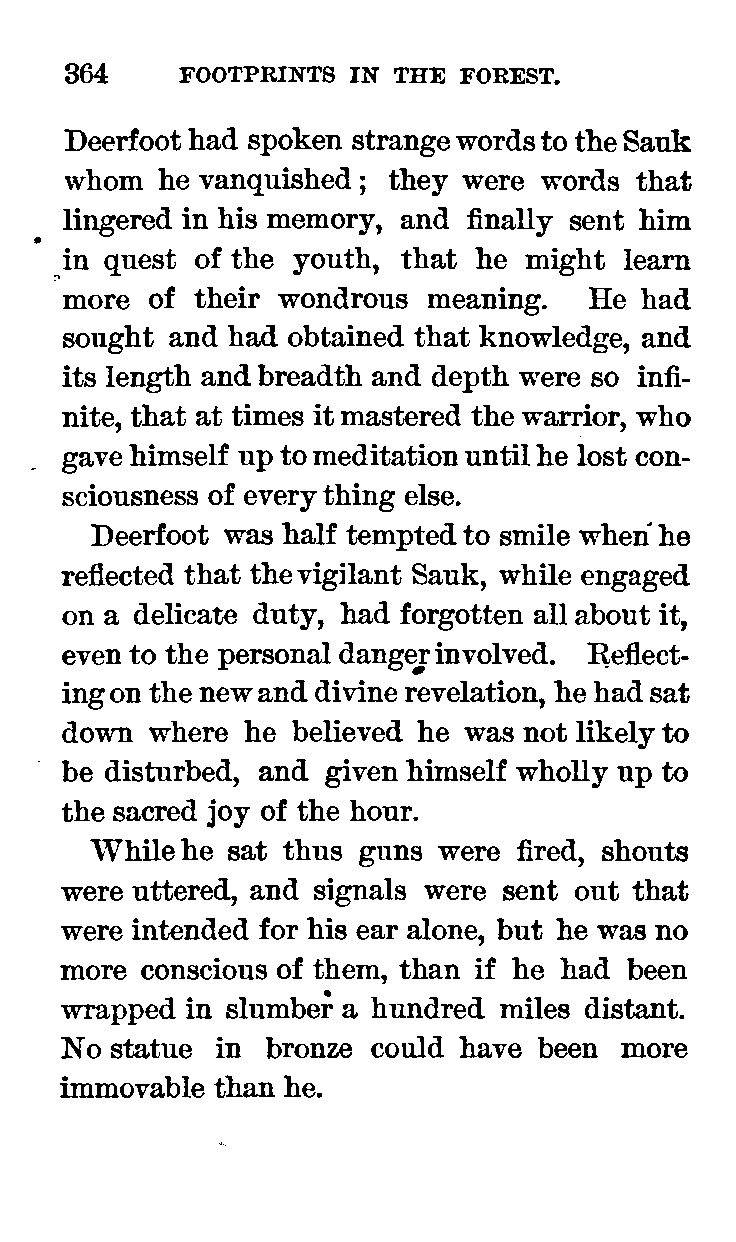 364 FOOTPRINTS IN THE FOREST.
Deerfoot had spoken strange words to the Sauk
whom he vanquished; they were words that
lingered in his memory, and finally sent him
in quest of the youth, that he might learn
more of their wondrous meaning. He had
sought and had obtained that knowledge, and
its length and breadth and depth were so infi-
nite, that at times it mastered the warrior, who
gave himself up to meditation until he lost con-
sciousness of every thing else.
Deerfoot was half tempted to smile when he
reflected that the vigilant Sauk, while engaged
on a delicate duty, had forgotten all about it,
even to the personal danger involved. Reflect-
ing on the new and divine revelation, he had sat
down where he believed he was not likely to
be disturbed, and given himself wholly up to
the sacred joy of the hour.
While he sat thus guns were fired, shouts
were uttered, and signals were sent out that
were intended for his ear alone, but he was no
more conscious of them, than if he had been
wrapped in slumber a hundred miles distant.
No statue in bronze could have been more
immovable than he.